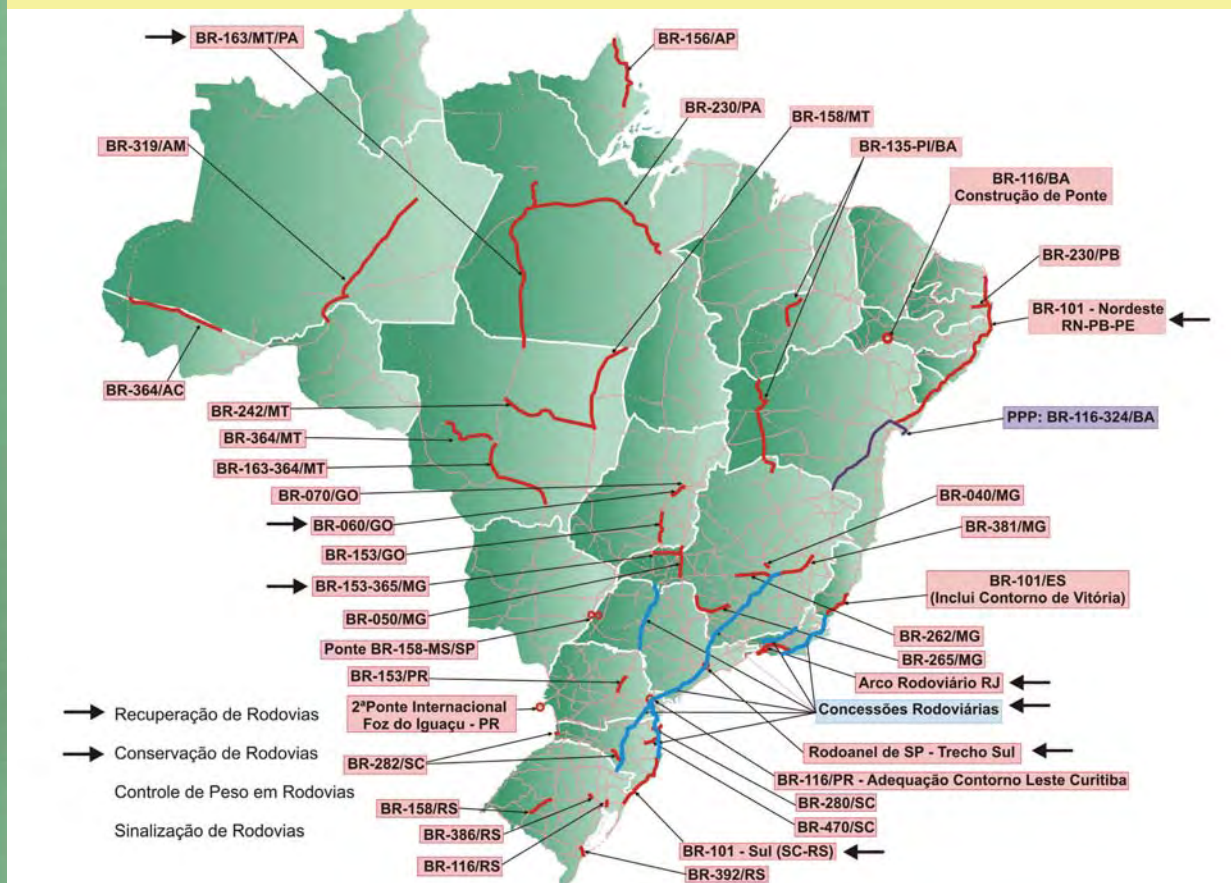 BR-163/MT/PA
BR-156/AP
BR-230/PA
BR-158/MT
BR-319/AM
BR-135-PI/BA
BR-116/BA
Construção de Ponte
BR-230/PB
BR-101 - Nordeste
RN-PB-PE
BR-364/AC
BR-242/MT
PPP: BR-116-324/BA
BR-364/MT
BR-163-364/MT
BR-070/GO
BR-060/GO
BR-040/MG
BR-381/MG
BR-153/GO
BR-153-365/MG
BR-101/ES
(Inclui Contorno de Vitória)
BR-050/MG
BR-262/MG
Ponte BR-158-MS/SP
BR-265/MG
BR-153/PR
Arco Rodoviário RJ
2ªPonte Internacional
Foz do Iguaçu - PR
Concessões Rodoviárias
Recuperação de Rodovias
Conservação de Rodovias
Controle de Peso em Rodovias
Sinalização de Rodovias
BR-282/SC
Rodoanel de SP - Trecho Sul
BR-116/PR - Adequação Contorno Leste Curitiba
BR-158/RS
BR-280/SC
BR-386/RS
BR-470/SC
BR-116/RS
BR-101 - Sul (SC-RS)
BR-392/RS